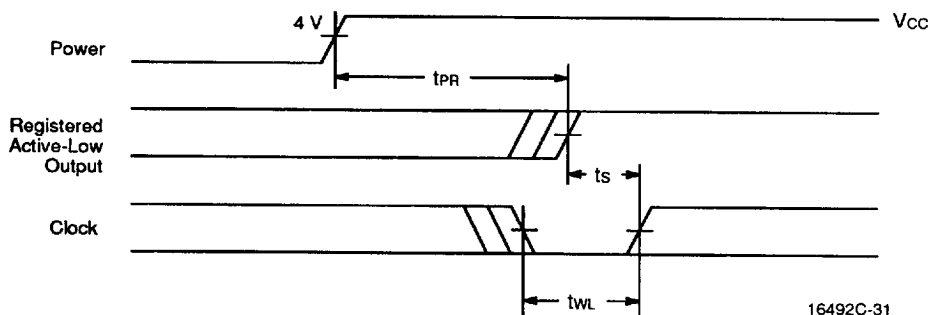 4 V
VCC
Power
tPR
Registered
Active-Low
Output
tS
Clock
tWL
16492C-31